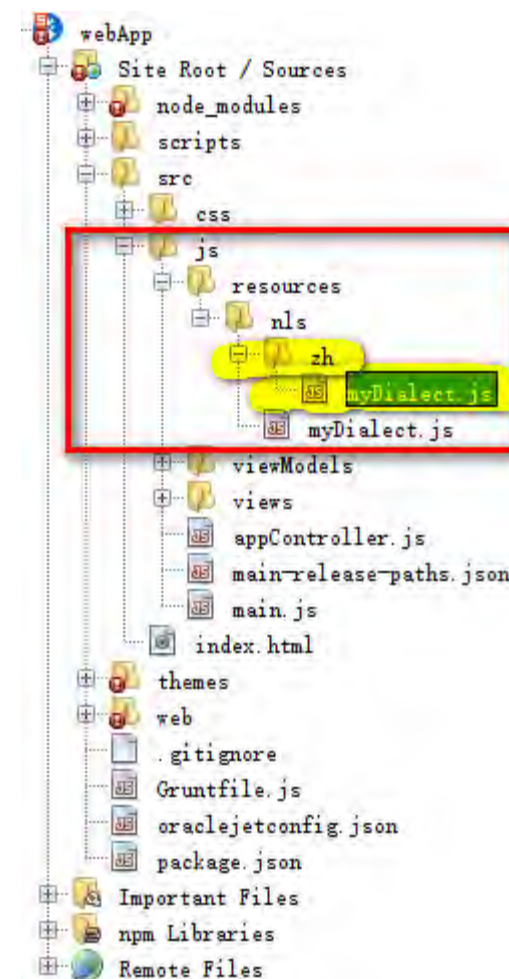 webApp
Site Root / Sources
node_modules
scripts
src
css
js
resources
nls
zh
myDialect.js
myDialect.js
viewModels
views
appController.js
main-release-paths.json
main.js
index.html
themes
web
.gitignore
Gruntfile.js
oraclejetconfig.json
package.json
Important Files
npm Libraries
Remote Files